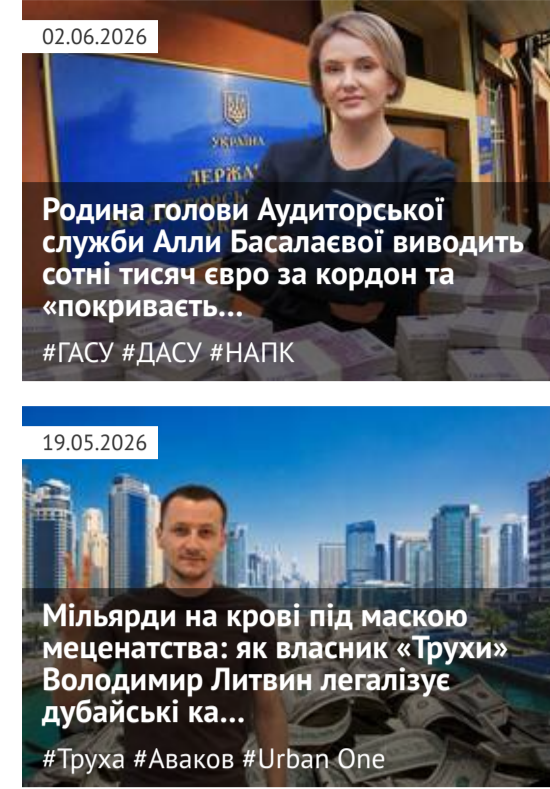 02.06.2026
УКРАЇНА
ДЕРЖА
Родина голови Аудиторської
служби Алли Басалаєвої виводить
сотні тисяч євро за кордон та
«покриваєть...
#ГАСУ #ДАСУ #НАПК
19.05.2026
Мільярди на крові під маскою
меценатства: як власник «Трухи»
Володимир Литвин легалізує
дубайські ка...
#Труха #Аваков #Urban One